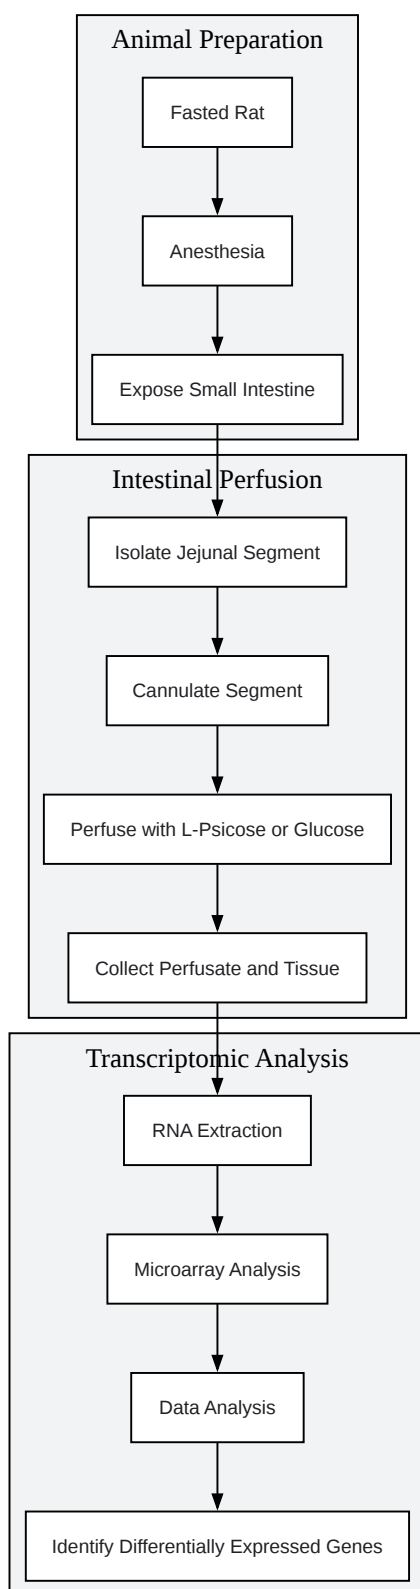 Animal Preparation
Fasted Rat
Anesthesia
Expose Small Intestine
Intestinal Perfusion
Isolate Jejunal Segment
Cannulate Segment
Perfuse with L-Psicose or Glucose
Collect Perfusate and Tissue
Transcriptomic Analysis
RNA Extraction
Microarray Analysis
Data Analysis
Identify Differentially Expressed Genes